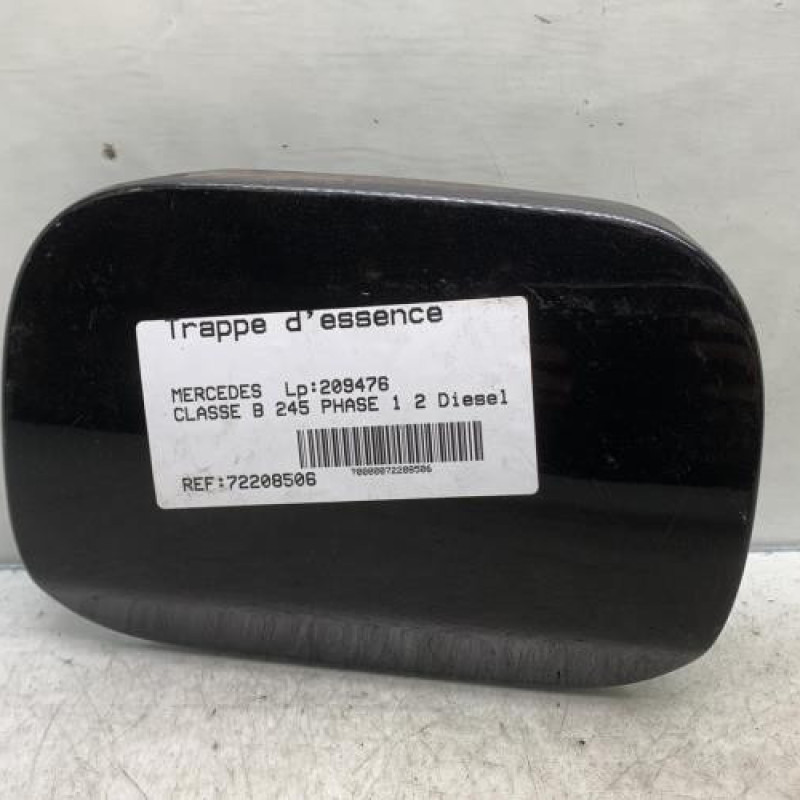 Trappe d'essence
MERCEDES Lp:209476
CLASSE B 245 PHASE 1 2 Diesel
70000072208506
REF:72208506